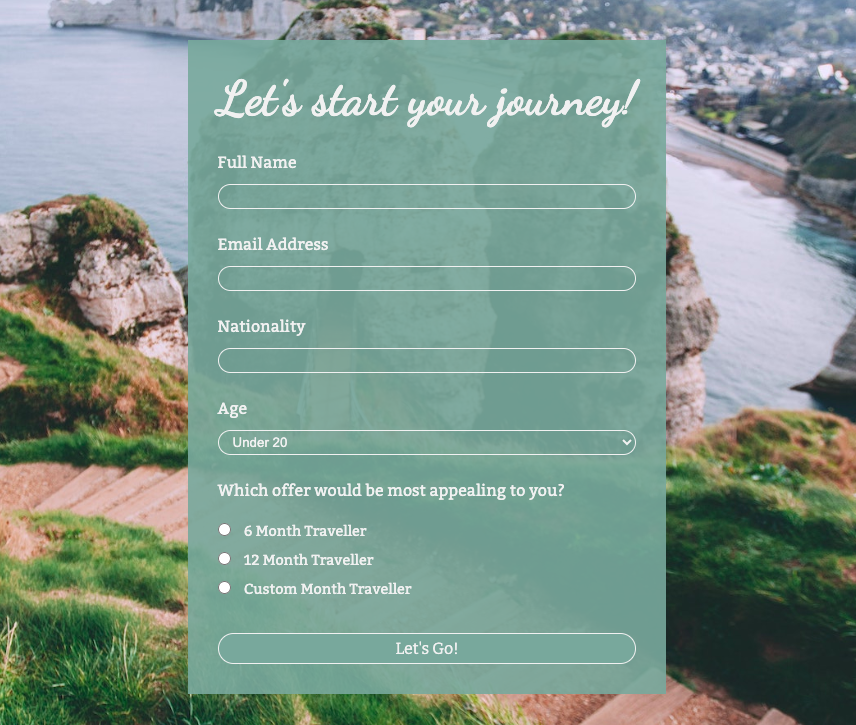 Let's start your journey!
Full Name
Email Address
Nationality
Age
Under 20
Which offer would be most appealing to you?
6 Month Traveller
12 Month Traveller
Custom Month Traveller
Let's Go!